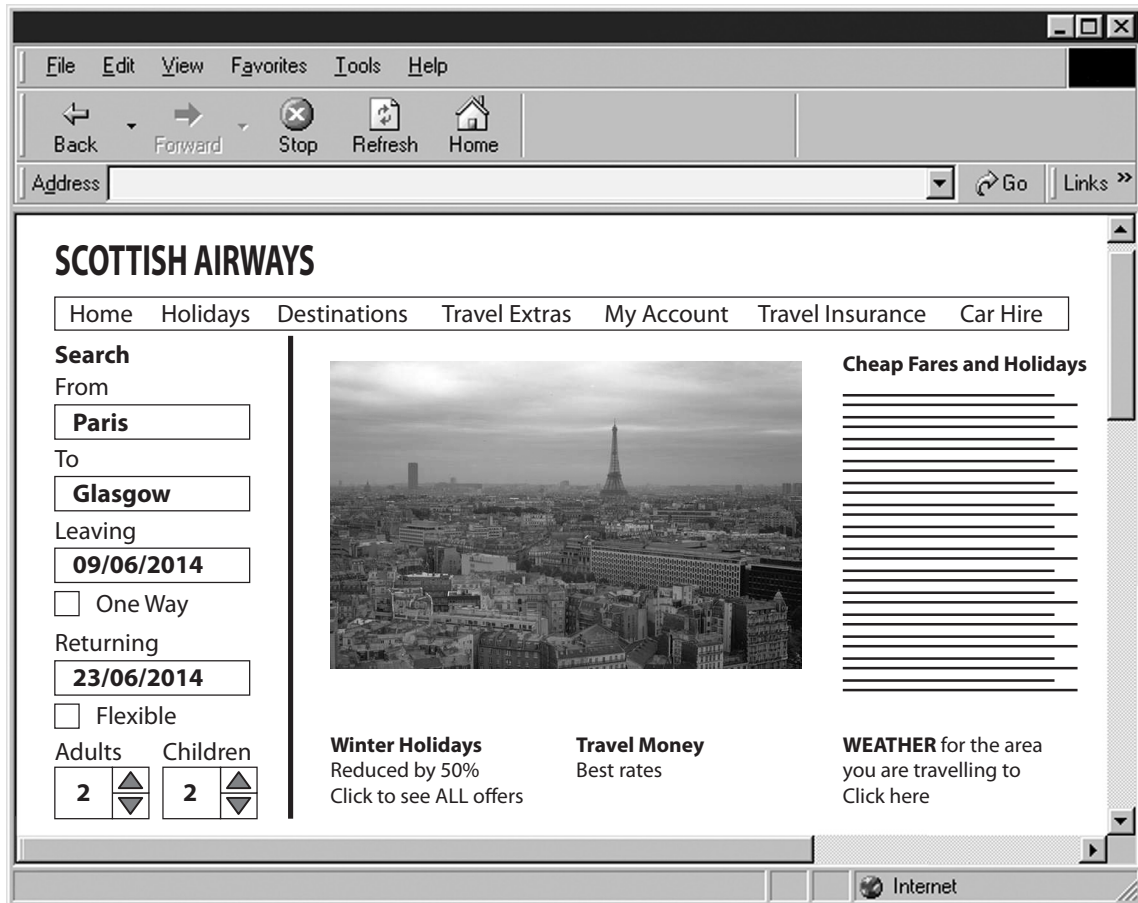 File Edit View Favorites Tools Help
Back Forward Stop Refresh Home
Address Go Links »
SCOTTISH AIRWAYS
Home Holidays Destinations Travel Extras My Account Travel Insurance Car Hire
Search
From
Paris
To
Glasgow
Leaving
09/06/2014
One Way
Returning
23/06/2014
Flexible
Adults Children
2 2
Cheap Fares and Holidays
Winter Holidays
Reduced by 50%
Click to see ALL offers
Travel Money
Best rates
WEATHER for the area
you are travelling to
Click here
Internet